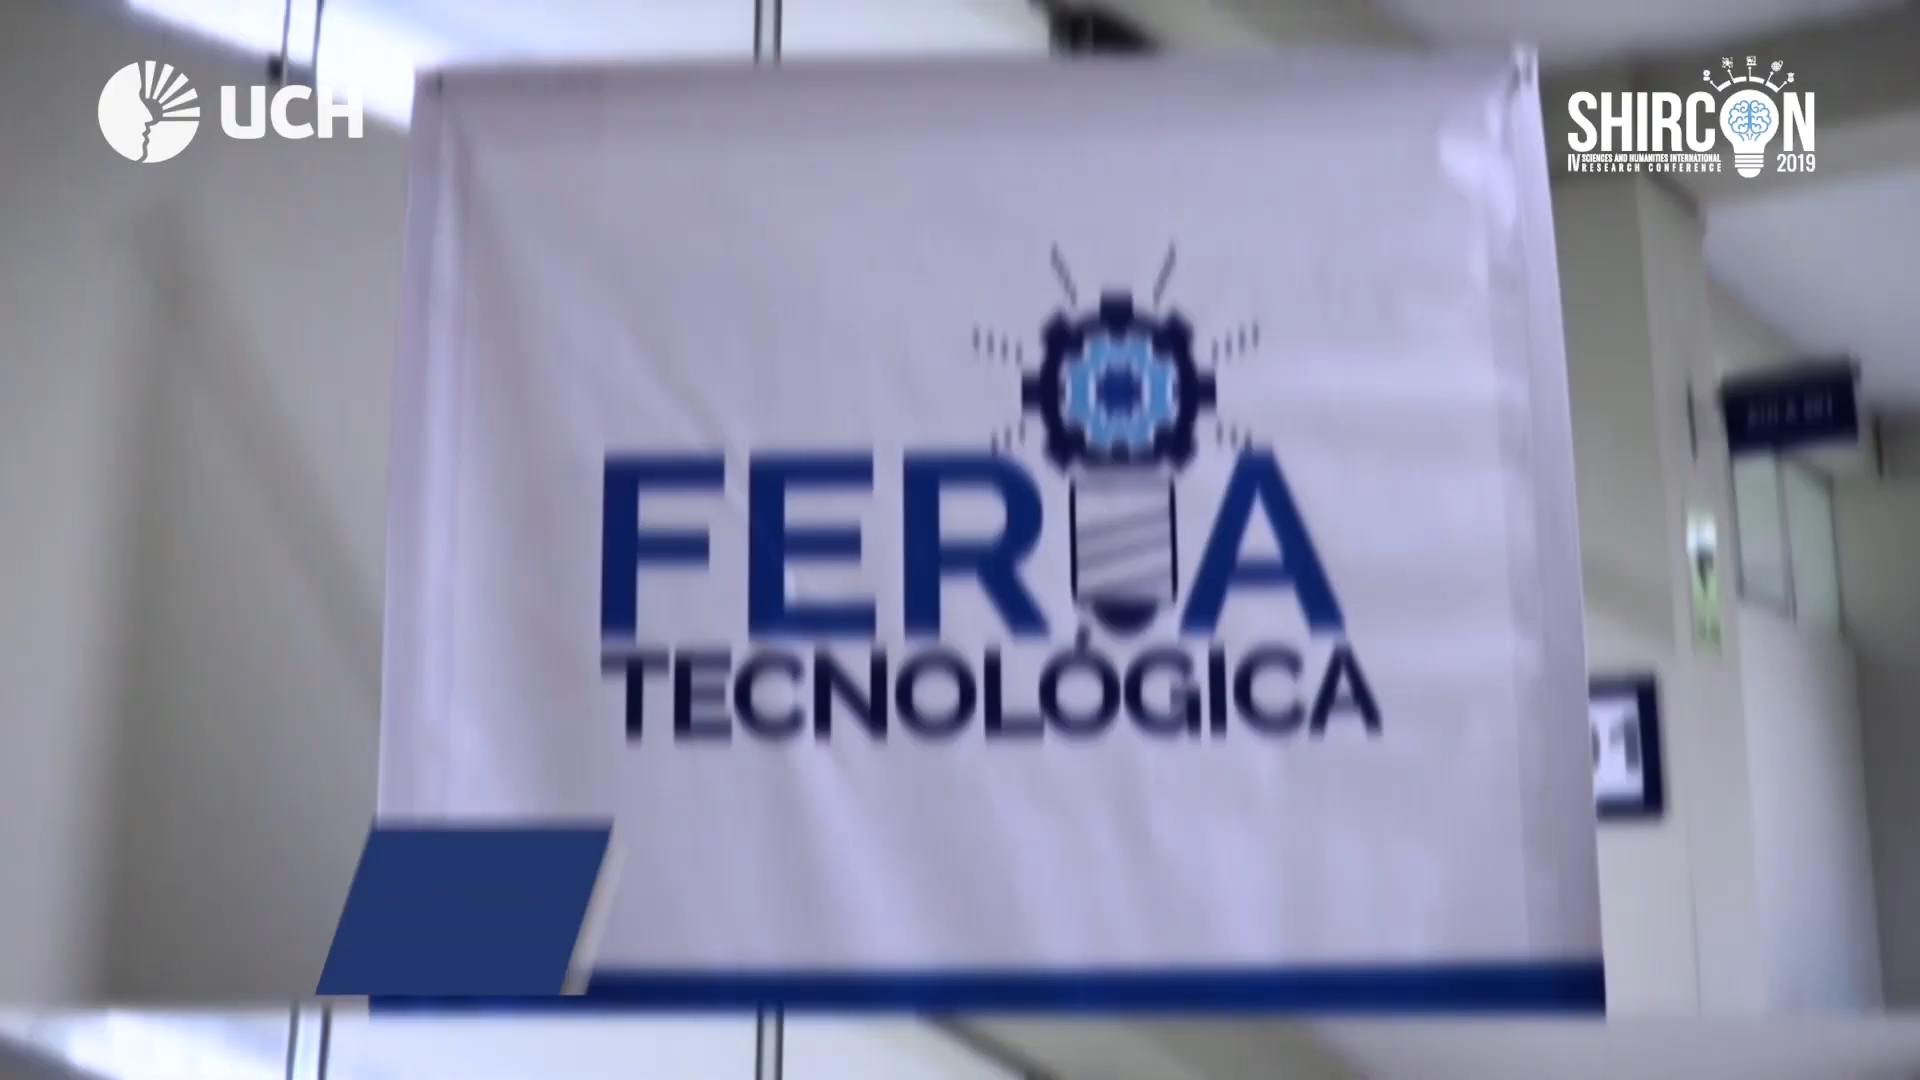 UCH
SHIRCON
IV SCIENCES AND HUMANITIES INTERNATIONAL
RESEARCH CONFERENCE 2019
FERIA
TECNOLÓGICA